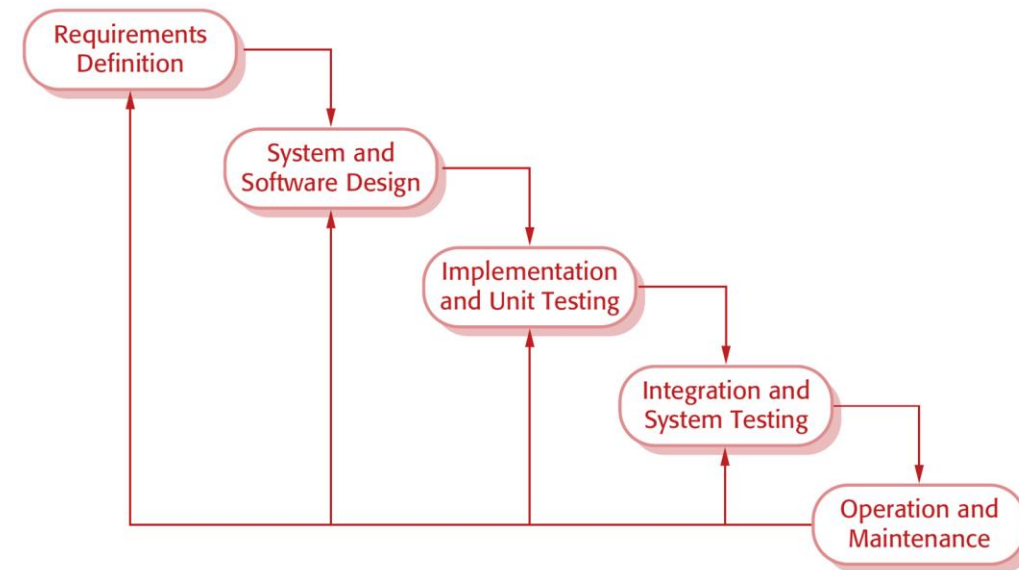 Requirements
Definition
System and
Software Design
Implementation
and Unit Testing
Integration and
System Testing
Operation and
Maintenance